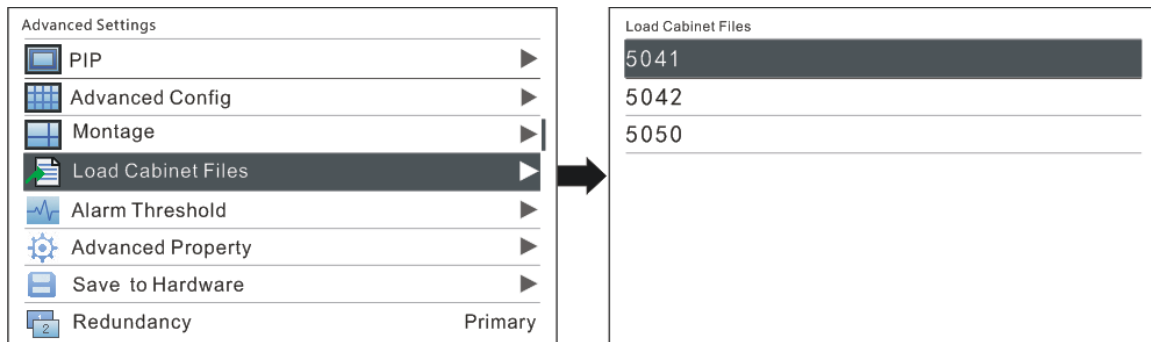 Advanced Settings
PIP
Advanced Config
Montage
Load Cabinet Files
Alarm Threshold
Advanced Property
Save to Hardware
2
Redundancy Primary
Load Cabinet Files
5041
5042
5050